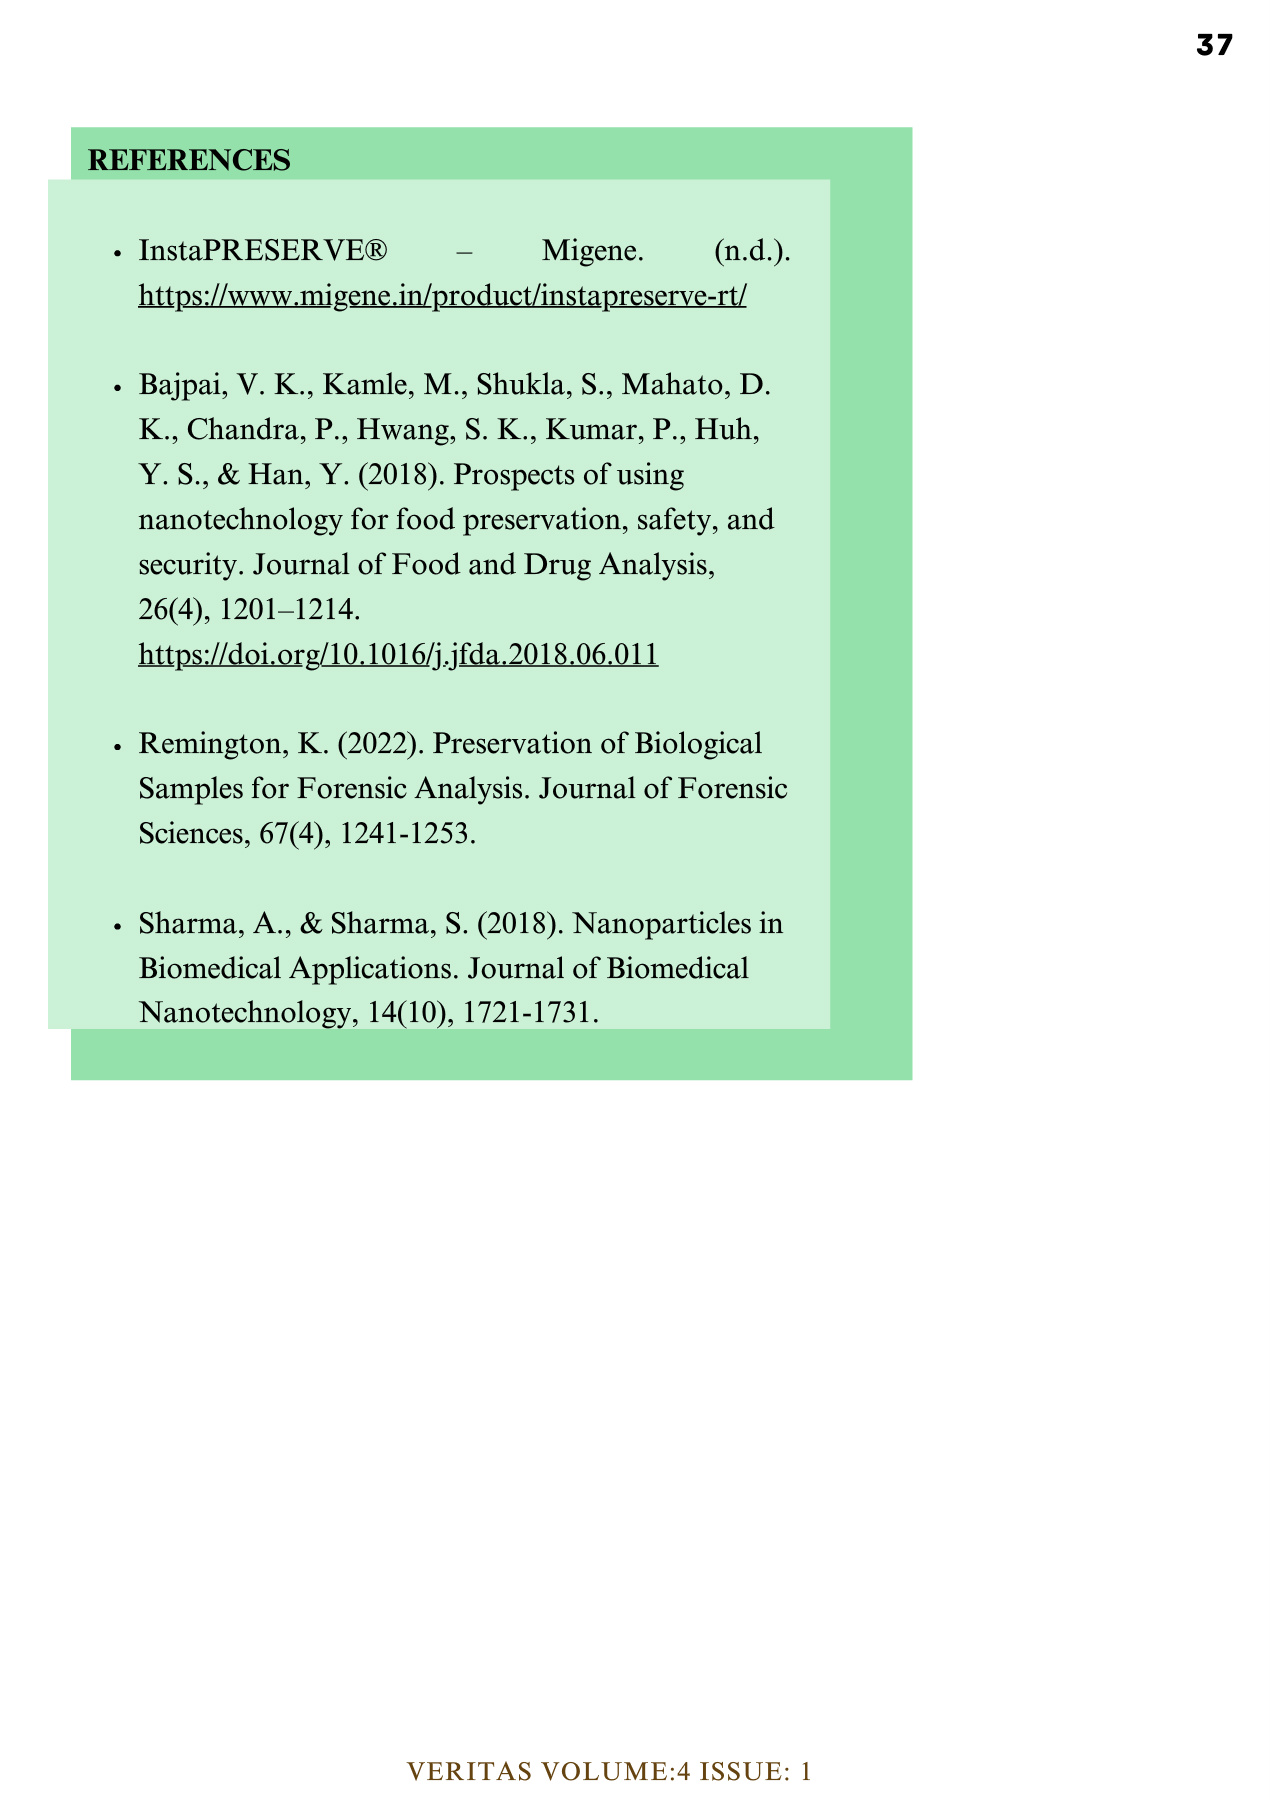 37
REFERENCES
• InstaPRESERVE® – Migene. (n.d.).
https://www.migene.in/product/instapreserve-rt/
• Bajpai, V. K., Kamle, M., Shukla, S., Mahato, D.
K., Chandra, P., Hwang, S. K., Kumar, P., Huh,
Y. S., & Han, Y. (2018). Prospects of using
nanotechnology for food preservation, safety, and
security. Journal of Food and Drug Analysis,
26(4), 1201–1214.
https://doi.org/10.1016/j.jfda.2018.06.011
• Remington, K. (2022). Preservation of Biological
Samples for Forensic Analysis. Journal of Forensic
Sciences, 67(4), 1241-1253.
• Sharma, A., & Sharma, S. (2018). Nanoparticles in
Biomedical Applications. Journal of Biomedical
Nanotechnology, 14(10), 1721-1731.
VERITAS VOLUME:4 ISSUE: 1